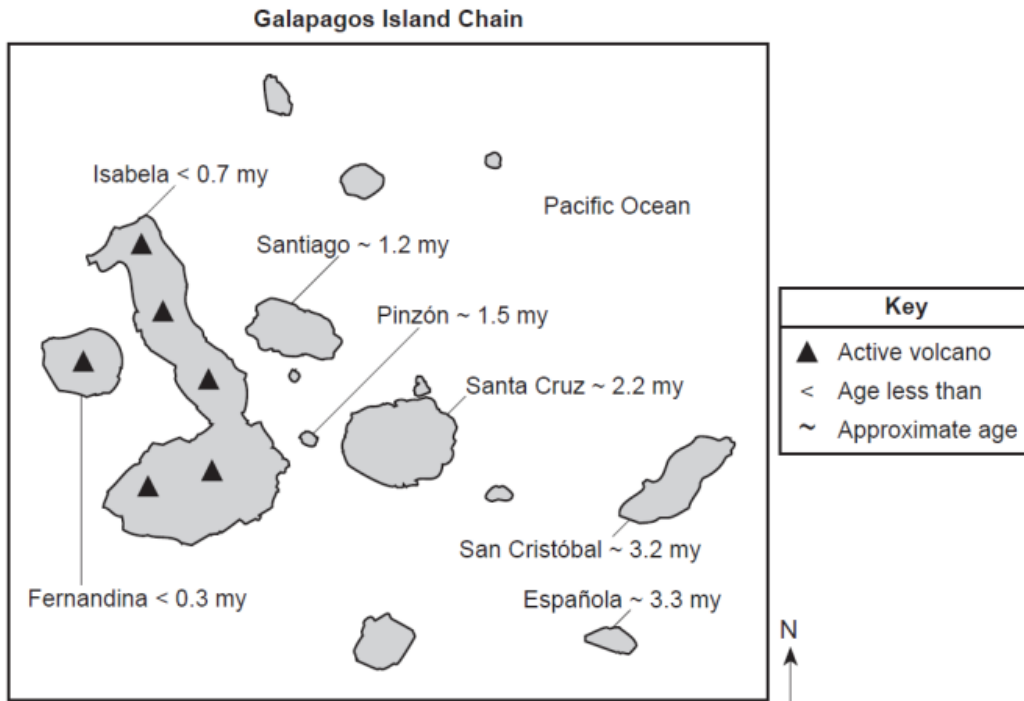 Galapagos Island Chain
Isabela < 0.7 my
Pacific Ocean
Santiago ~ 1.2 my
Pinzón ~ 1.5 my
Santa Cruz ~ 2.2 my
San Cristóbal ~ 3.2 my
Fernandina < 0.3 my
Española ~ 3.3 my
Key
Active volcano
< Age less than
~ Approximate age
N